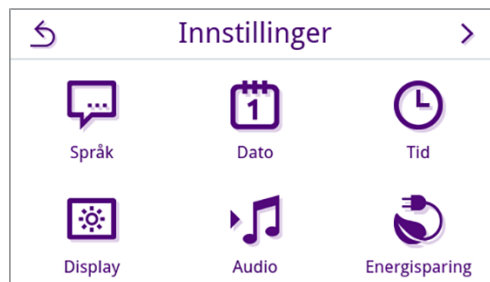 Innstillinger
...
1
Språk Dato Tid
Display Audio Energisparing